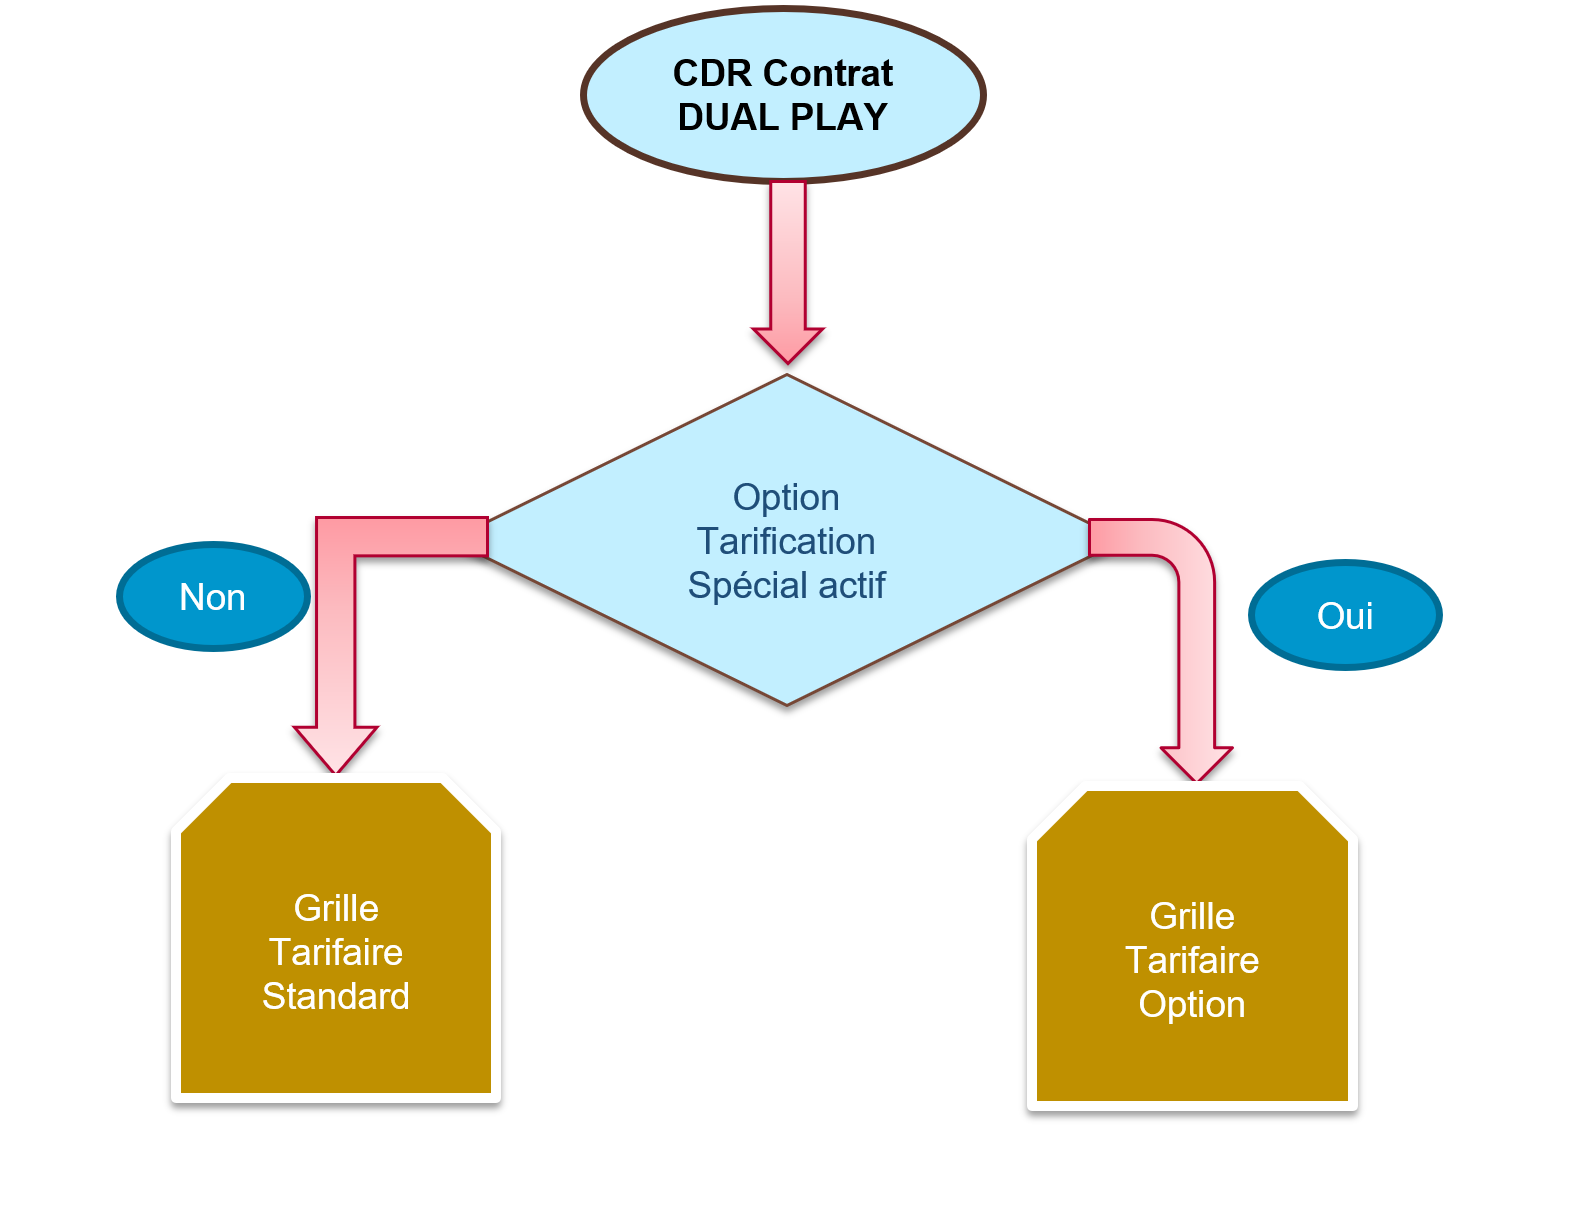 CDR Contrat
DUAL PLAY
Option
Tarification
Spécial actif
Non
Oui
Grille
Tarifaire
Standard
Grille
Tarifaire
Option